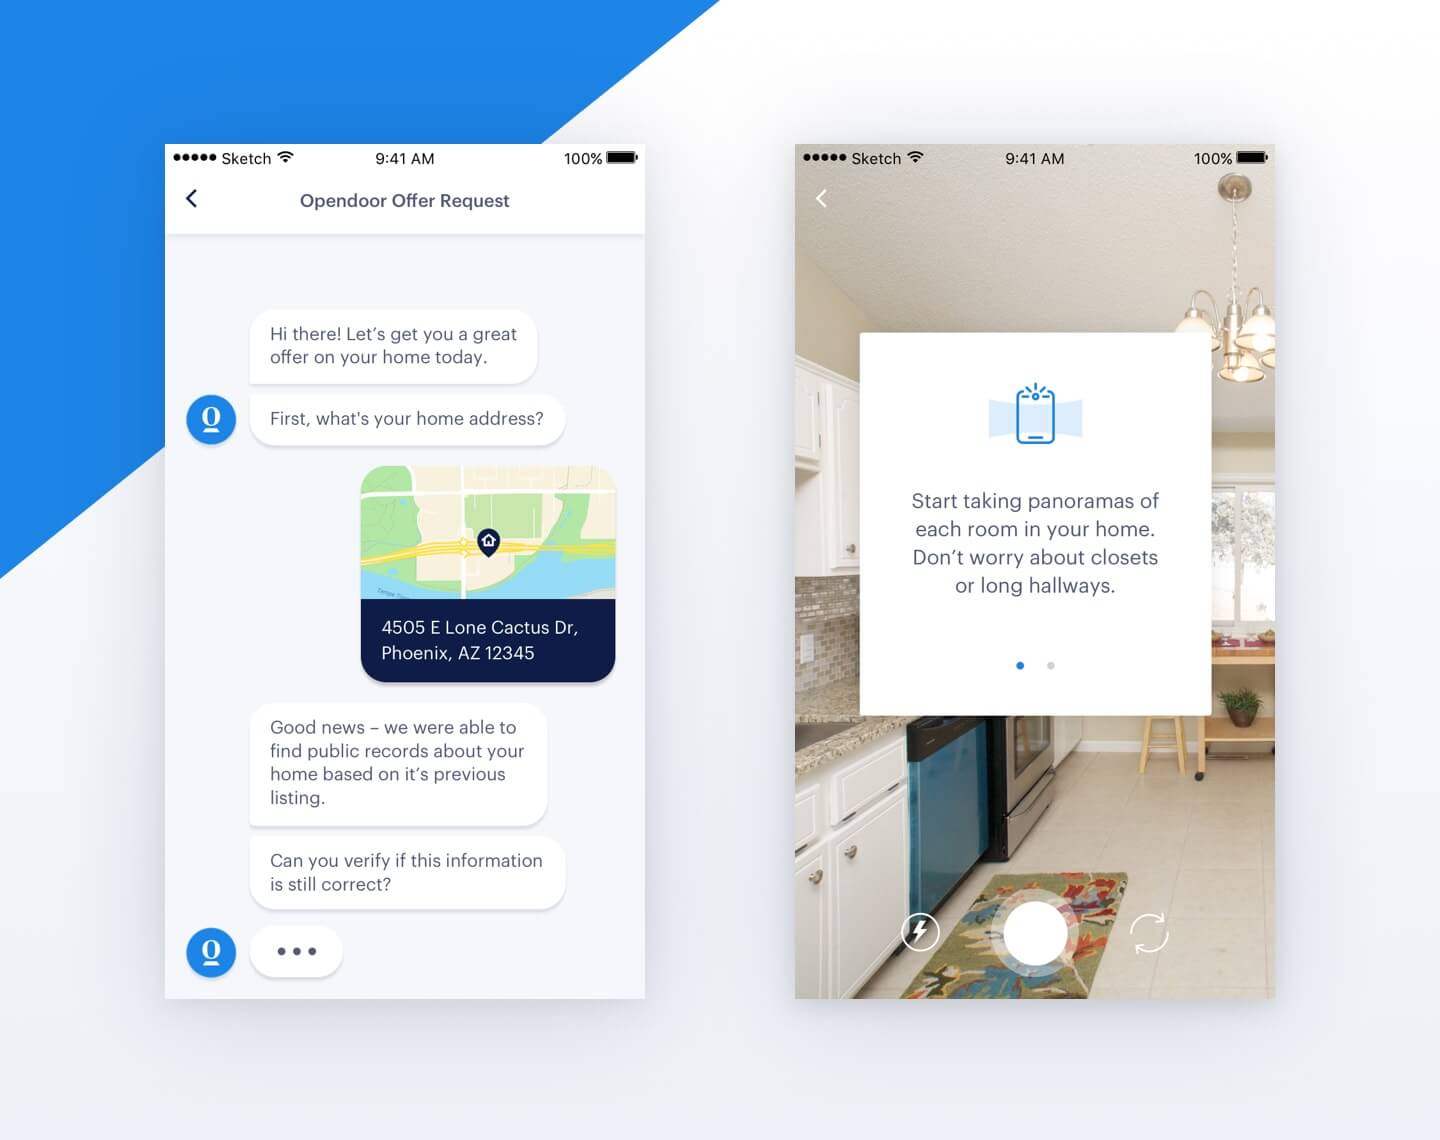 Sketch 9:41 AM 100%
Opendoor Offer Request
Hi there! Let’s get you a great
offer on your home today.
First, what's your home address?
4505 E Lone Cactus Dr,
Phoenix, AZ 12345
Good news – we were able to
find public records about your
home based on it’s previous
listing.
Can you verify if this information
is still correct?
Sketch 9:41 AM 100%
Start taking panoramas of
each room in your home.
Don’t worry about closets
or long hallways.